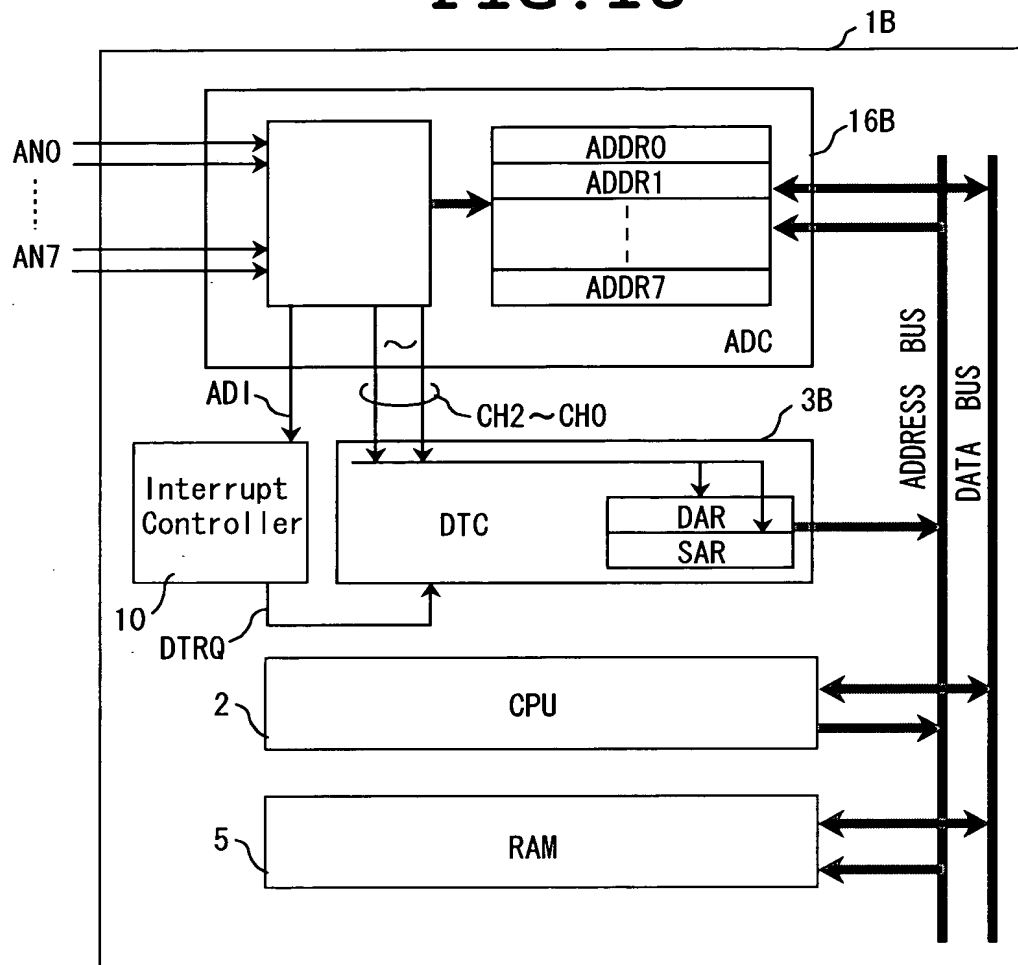 1B
16B
AN0
AN7
ADDR0
ADDR1
ADDR7
ADC
ADI
CH2~CH0
3B
Interrupt
Controller
DTC
DAR
SAR
10
DTRQ
2
CPU
5
RAM
ADDRESS BUS
DATA BUS